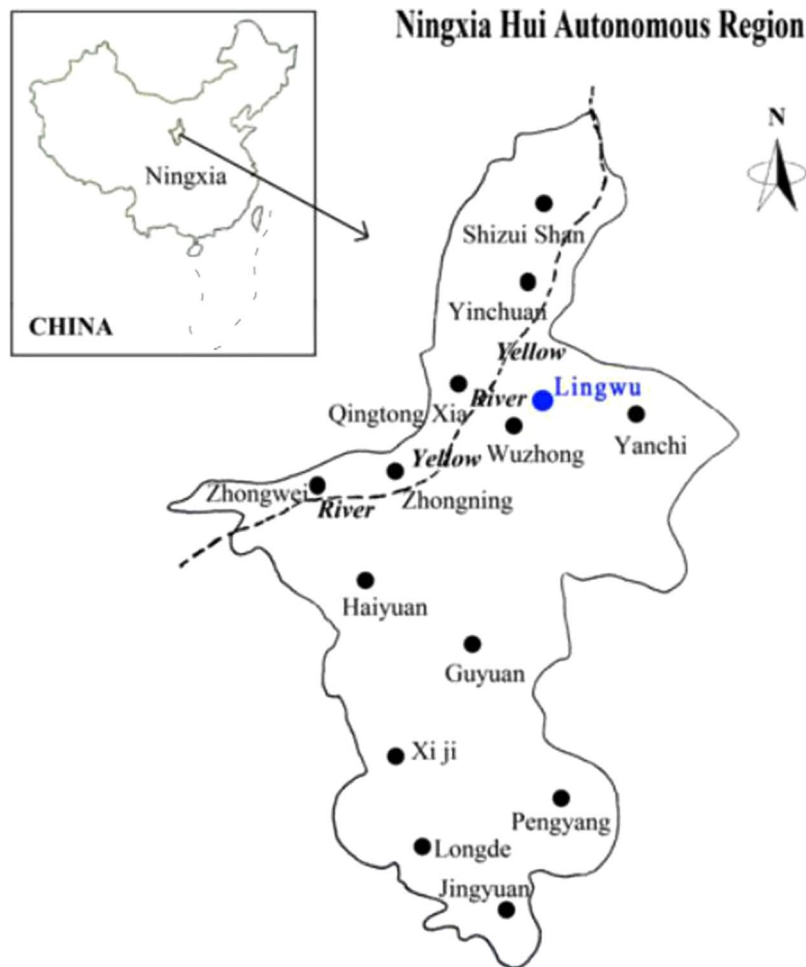 Ningxia Hui Autonomous Region
N
Ningxia
CHINA
Shizui Shan
Yinchuan
Yellow
River
Lingwu
Qingtong Xia
Wuzhong
Yanchi
Yellow
Zhongwei
River
Zhongning
Haiyuan
Guyuan
Xi ji
Pengyang
Longde
Jingyuan